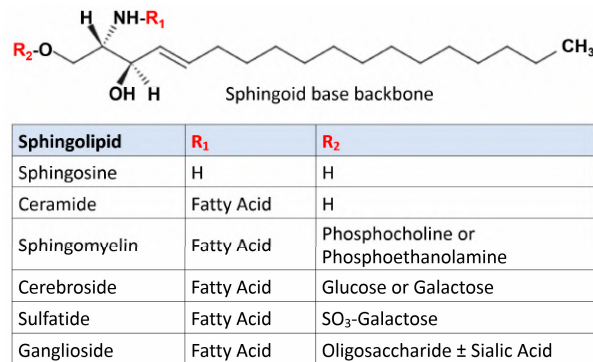 H NH-R₁
R₂-O
CH₃
OH H
Sphingoid base backbone
Sphingolipid R₁ R₂
Sphingosine H H
Ceramide Fatty Acid H
Sphingomyelin Fatty Acid Phosphocholine or
Phosphoethanolamine
Cerebroside Fatty Acid Glucose or Galactose
Sulfatide Fatty Acid SO₃-Galactose
Ganglioside Fatty Acid Oligosaccharide ± Sialic Acid